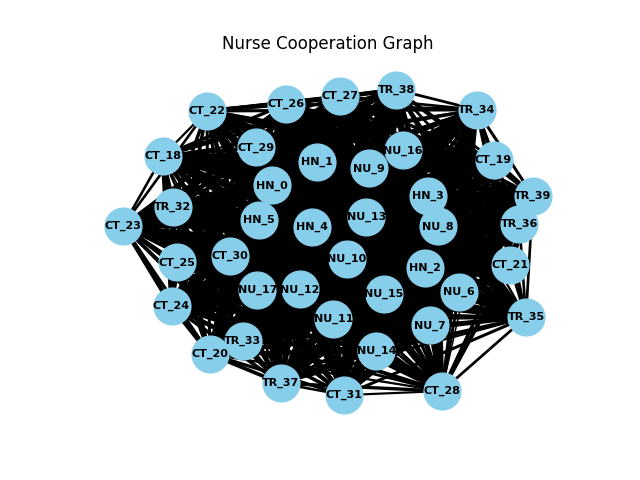 Nurse Cooperation Graph
TR_38
CT_27
CT_26
CT_22
TR_34
CT_29
NU_16
CT_18
HN_1
CT_19
NU_9
HN_0
HN_3
TR_39
TR_32
NU_13
HN_5
TR_36
CT_23
HN_4
NU_8
CT_30
NU_10
CT_25
CT_21
HN_2
NU_12
NU_17
NU_6
NU_15
CT_24
TR_35
NU_11
NU_7
TR_33
NU_14
CT_20
TR_37
CT_28
CT_31